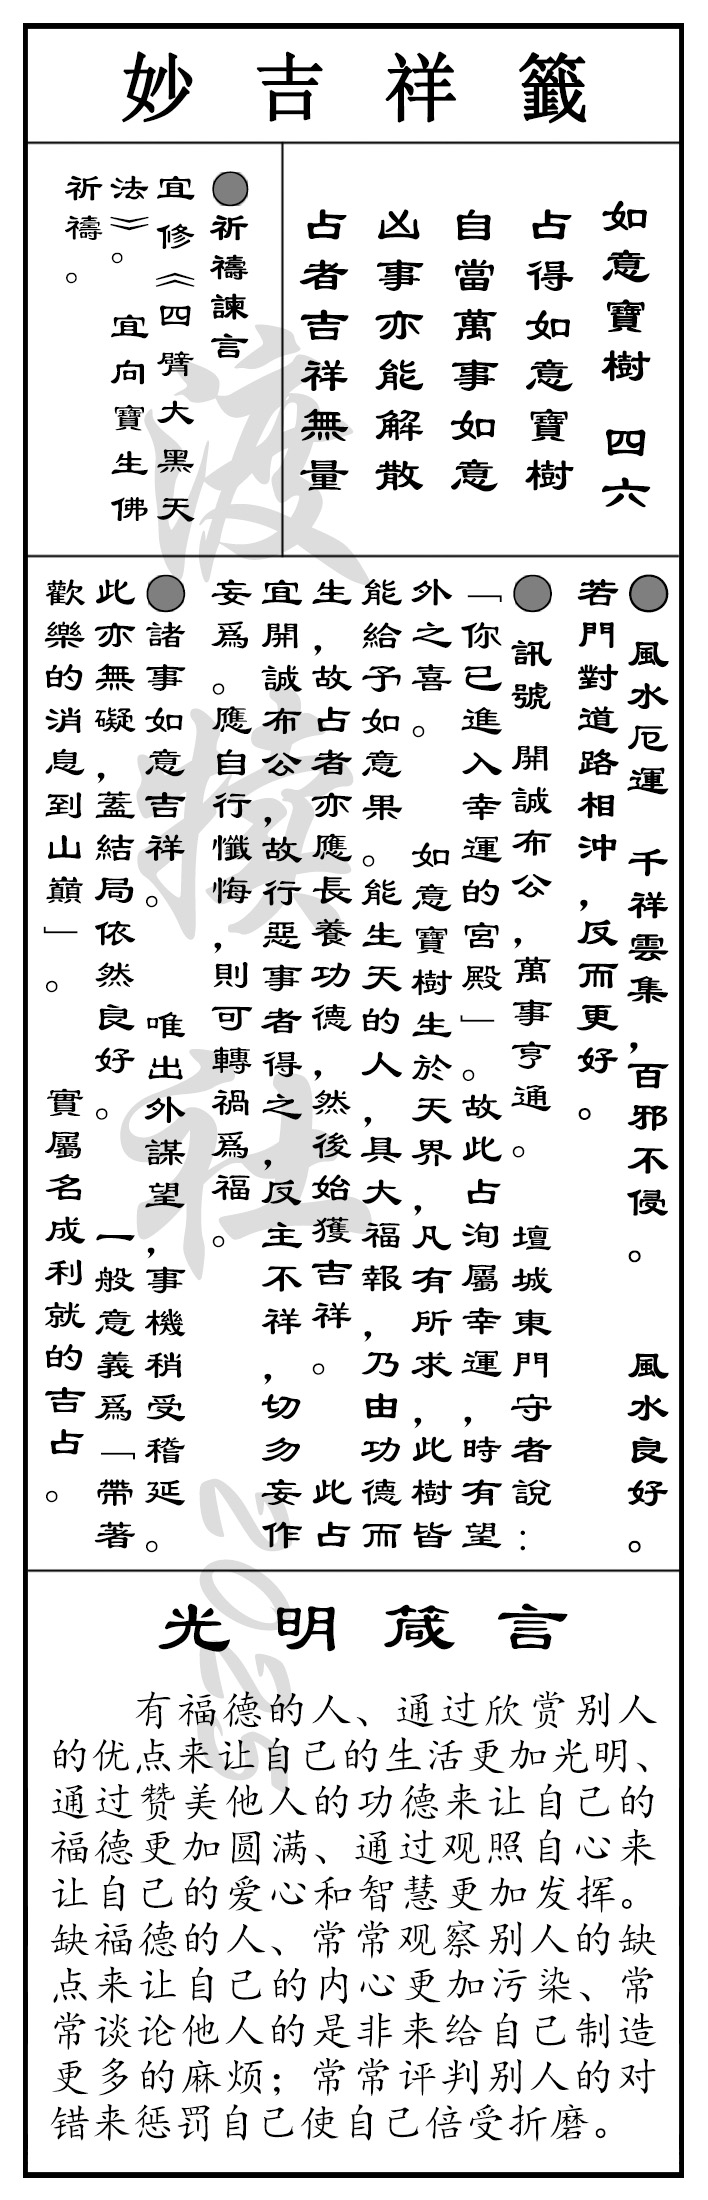 妙吉祥籤
如意寶樹 四六
占得如意寶樹
自當萬事如意
凶事亦能解散
占者吉祥無量
●祈禱諫言
宜修《四臂大黑天
法》。 宜向寶生佛
祈禱。
● 風水厄運 千祥雲集，百邪不侵。 風水良好。
若門對道路相沖，反而更好。
● 訊號 開誠布公，萬事亨通。 壇城東門守者說：
「你已進入幸運的宮殿」。故此占洵屬幸運，時有望
外之喜。 如意寶樹生於天界，凡有所求，此樹皆
能給予如意果。能生天的人，具大福報，乃由功德而
生，故占者亦應長養功德，然後始獲吉祥。 此占
宜開誠布公，故行惡事者得之，反主不祥，切勿妄作
妄爲。應自行懺悔，則可轉禍爲福。
●諸事如意吉祥。 唯出外謀望，事機稍受稽延。
此亦無礙，蓋結局依然良好。 一般意義爲「帶著
歡樂的消息到山巔」。 實屬名成利就的吉占。
光明箴言
有福德的人、通过欣赏别人
的优点来让自己的生活更加光明、
通过赞美他人的功德来让自己的
福德更加圆满、通过观照自心来
让自己的爱心和智慧更加发挥。
缺福德的人、常常观察别人的缺
点来让自己的内心更加污染、常
常谈论他人的是非来给自己制造
更多的麻烦；常常评判别人的对
错来惩罚自己使自己倍受折磨。
2025